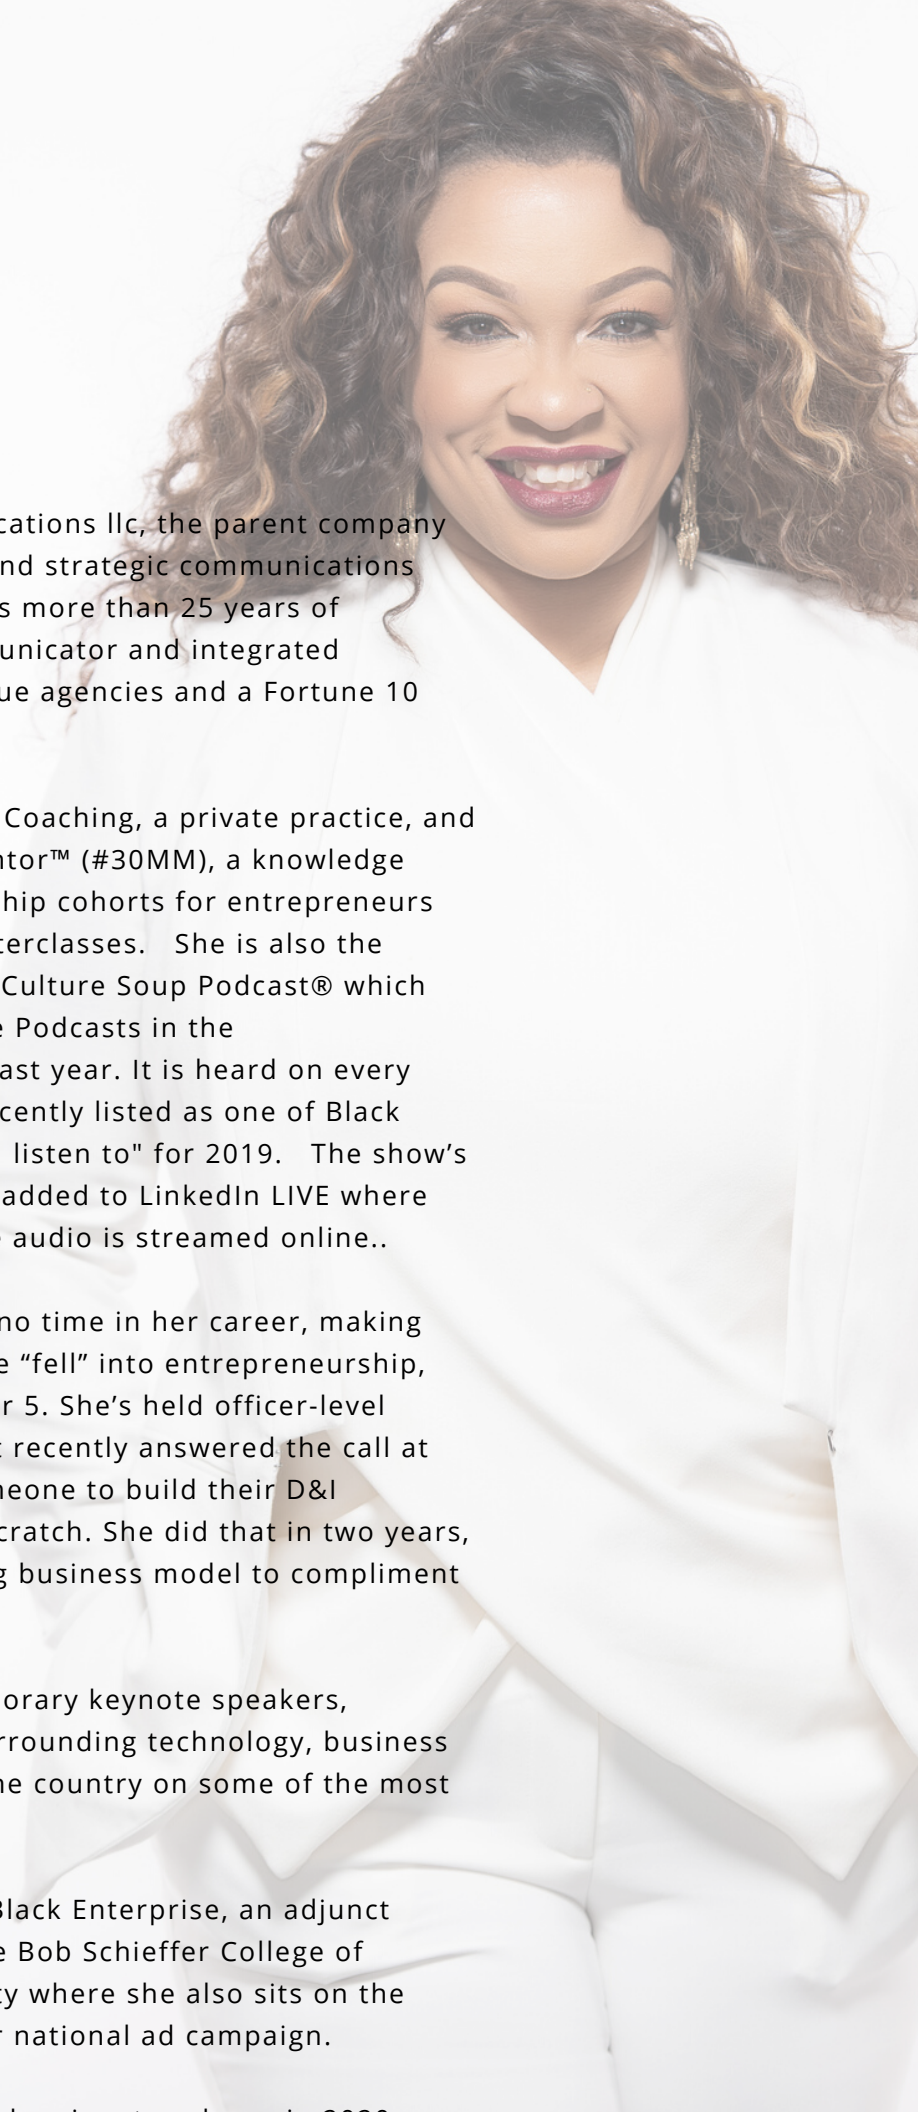 cations llc, the parent company
nd strategic communications
s more than 25 years of
unicator and integrated
ue agencies and a Fortune 10
Coaching, a private practice, and
ntor™ (#30MM), a knowledge
hip cohorts for entrepreneurs
terclasses. She is also the
Culture Soup Podcast® which
e Podcasts in the
ast year. It is heard on every
cently listed as one of Black
listen to" for 2019. The show’s
added to LinkedIn LIVE where
e audio is streamed online..
no time in her career, making
e “fell” into entrepreneurship,
r 5. She’s held officer-level
t recently answered the call at
meone to build their D&I
cratch. She did that in two years,
g business model to compliment
orary keynote speakers,
rrounding technology, business
he country on some of the most
Black Enterprise, an adjunct
e Bob Schieffer College of
ty where she also sits on the
r national ad campaign.